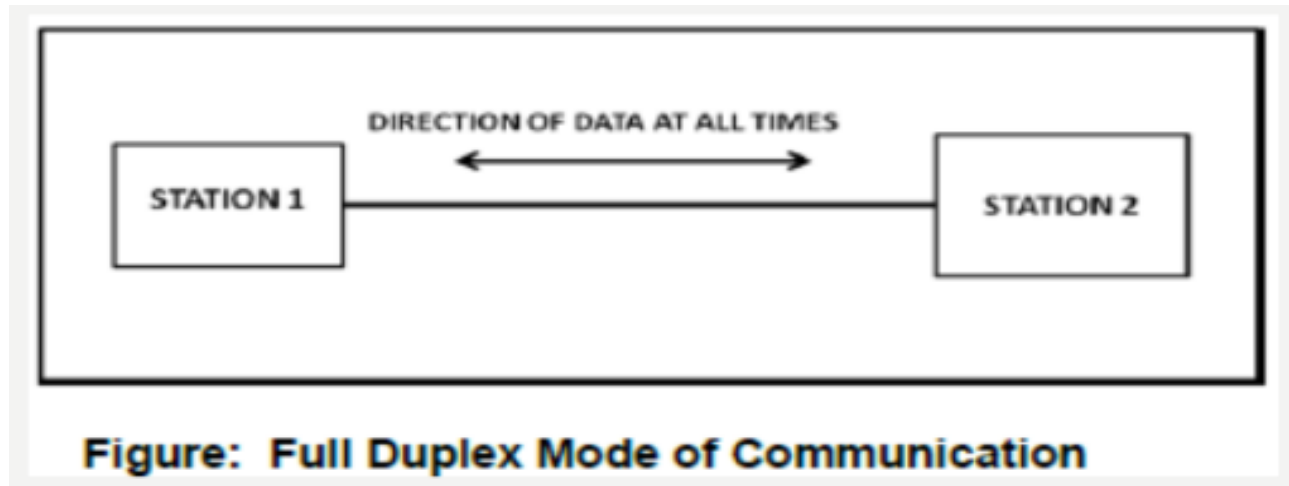 DIRECTION OF DATA AT ALL TIMES
STATION 1
STATION 2
Figure: Full Duplex Mode of Communication